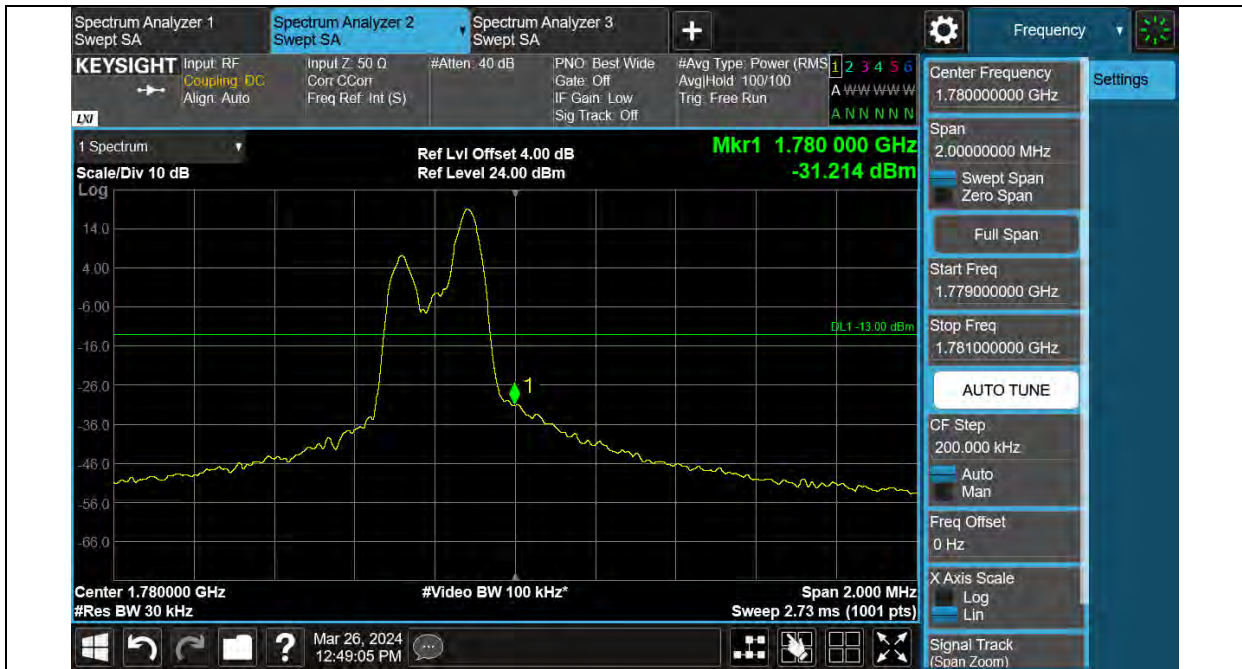 Spectrum Analyzer 1
Swept SA
Spectrum Analyzer 2
Swept SA
Spectrum Analyzer 3
Swept SA
Frequency
KEYSIGHT
LXI
Input: RF
Coupling: DC
Align: Auto
Input Z: 50 Ω
Corr CCorr
Freq Ref: Int (S)
#Atten: 40 dB
PNO: Best Wide
Gate: Off
IF Gain: Low
Sig Track: Off
#Avg Type: Power (RMS
Avg|Hold: 100/100
Trig: Free Run
1 2 3 4 5 6
A W W W W W
A N N N N N
1 Spectrum
Scale/Div 10 dB
Ref Lvl Offset 4.00 dB
Ref Level 24.00 dBm
Mkr1 1.780 000 GHz
-31.214 dBm
Log
14.0
4.00
-6.00
-16.0
-26.0
-36.0
-46.0
-56.0
-66.0
DL1 -13.00 dBm
1
Center 1.780000 GHz
#Res BW 30 kHz
#Video BW 100 kHz*
Span 2.000 MHz
Sweep 2.73 ms (1001 pts)
?
Mar 26, 2024
12:49:05 PM
Center Frequency
1.780000000 GHz
Settings
Span
2.00000000 MHz
Swept Span
Zero Span
Full Span
Start Freq
1.779000000 GHz
Stop Freq
1.781000000 GHz
AUTO TUNE
CF Step
200.000 kHz
Auto
Man
Freq Offset
0 Hz
X Axis Scale
Log
Lin
Signal Track
(Span Zoom)